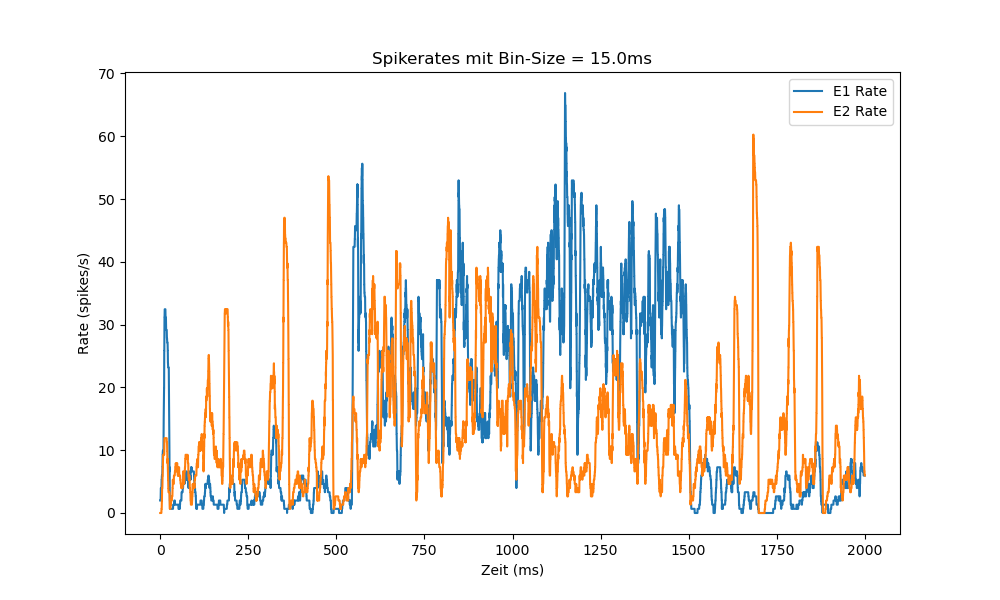 Spikerates mit Bin-Size = 15.0ms
E1 Rate
E2 Rate
70
60
50
40
30
20
10
0
Rate (spikes/s)
0 250 500 750 1000 1250 1500 1750 2000
Zeit (ms)